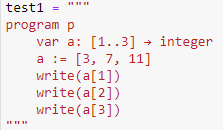 test1 = """
program p
    var a: [1..3] → integer
    a := [3, 7, 11]
    write(a[1])
    write(a[2])
    write(a[3])
"""